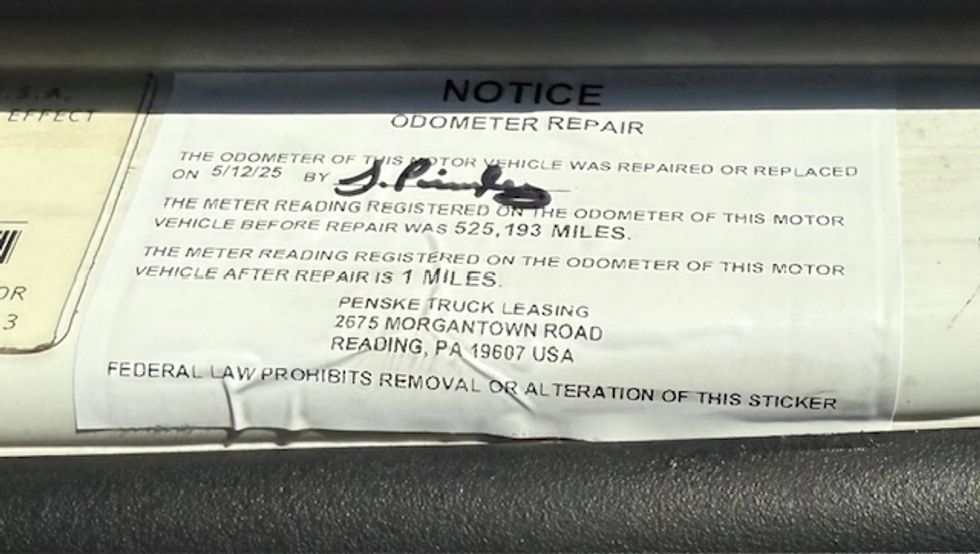 .S.A.
EFFECT
OR
3
NOTICE
ODOMETER REPAIR
THE ODOMETER OF THIS MOTOR VEHICLE WAS REPAIRED OR REPLACED
ON 5/12/25 BY
THE METER READING REGISTERED ON THE ODOMETER OF THIS MOTOR
VEHICLE BEFORE REPAIR WAS 525,193 MILES.
THE METER READING REGISTERED ON THE ODOMETER OF THIS MOTOR
VEHICLE AFTER REPAIR IS 1 MILES.
PENSKE TRUCK LEASING
2675 MORGANTOWN ROAD
READING, PA 19607 USA
FEDERAL LAW PROHIBITS REMOVAL OR ALTERATION OF THIS STICKER